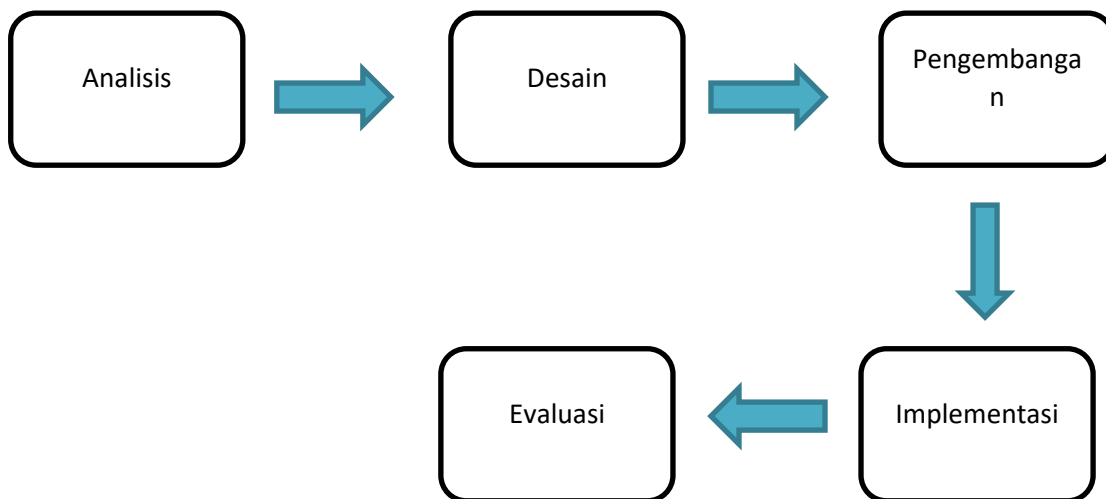 Analisis
Desain
Pengembanga
n
Implementasi
Evaluasi